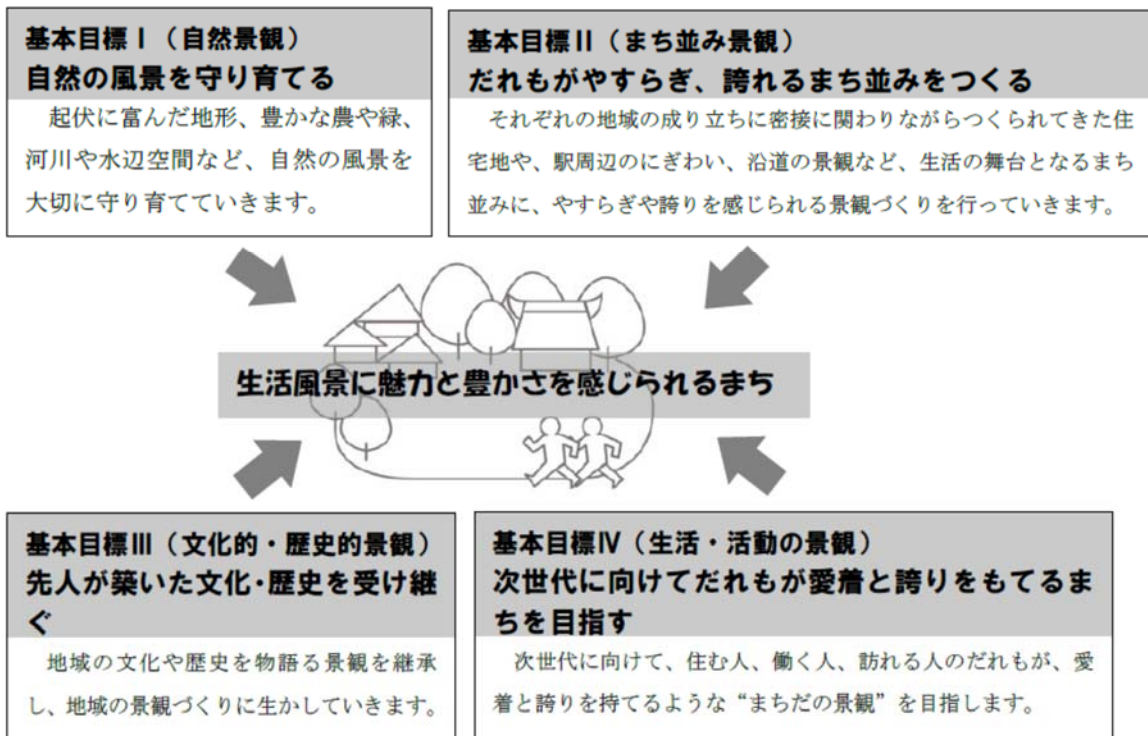 基本目標Ⅰ（自然景観）
自然の風景を守り育てる
起伏に富んだ地形、豊かな農や緑、
河川や水辺空間など、自然の風景を
大切に守り育てていきます。
基本目標Ⅱ（まち並み景観）
だれもがやすらぎ、誇れるまち並みをつくる
それぞれの地域の成り立ちに密接に関わりながらつくられてきた住
宅地や、駅周辺のにぎわい、沿道の景観など、生活の舞台となるまち
並みに、やすらぎや誇りを感じられる景観づくりを行っていきます。
生活風景に魅力と豊かさを感じられるまち
基本目標Ⅲ（文化的・歴史的景観）
先人が築いた文化・歴史を受け継
ぐ
地域の文化や歴史を物語る景観を継承
し、地域の景観づくりに生かしていきます。
基本目標Ⅳ（生活・活動の景観）
次世代に向けてだれもが愛着と誇りをもてるま
ちを目指す
次世代に向けて、住む人、働く人、訪れる人のだれもが、愛
着と誇りを持てるような“まちだの景観”を目指します。